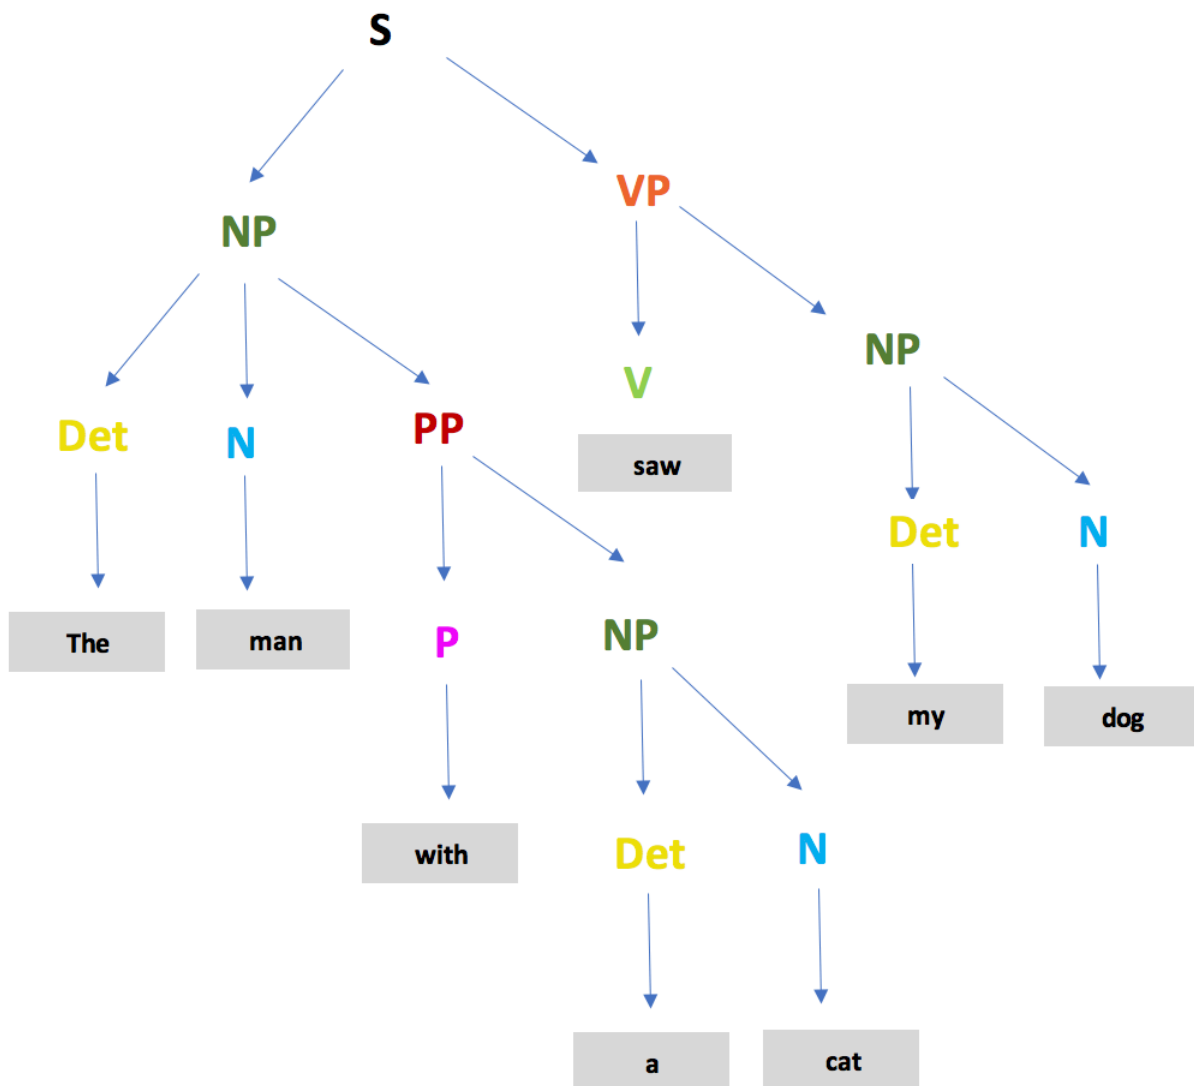 S
VP
NP
NP
Det N PP V
saw
Det N
The man P NP
my dog
with Det N
a cat